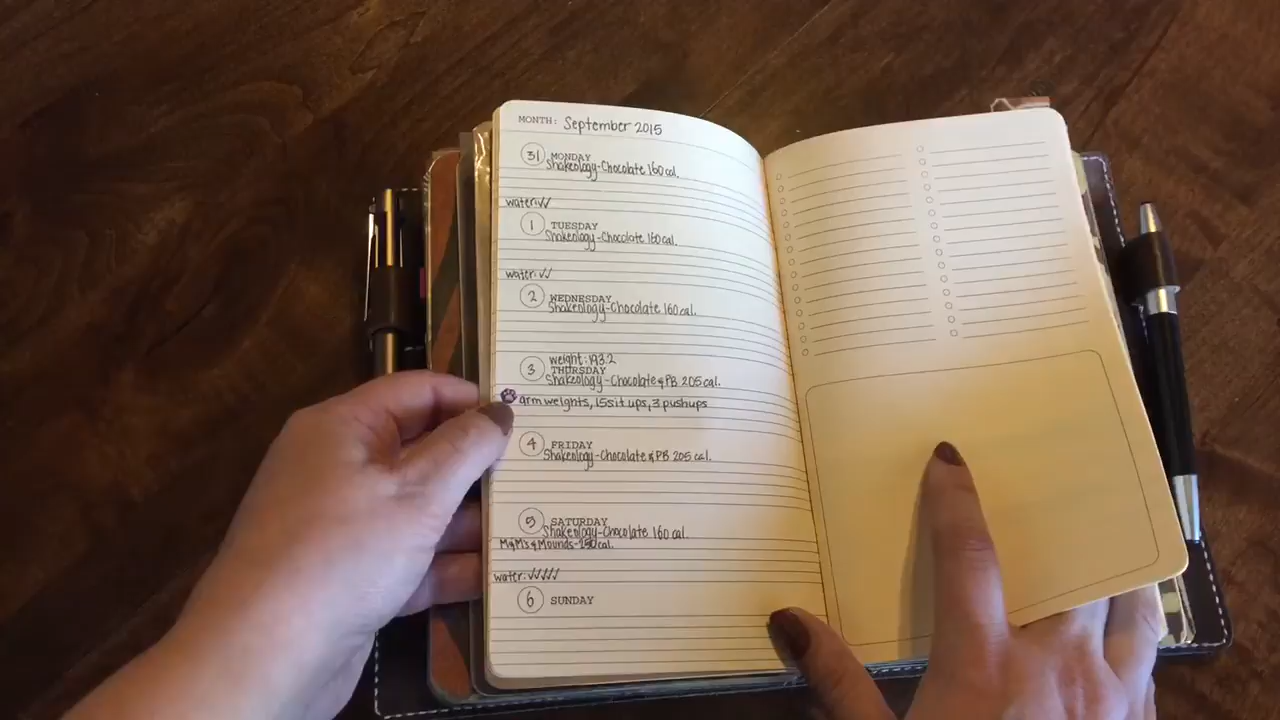 MONTH: September 2015
31 MONDAY
Shakeology-Chocolate 160 cal.
water: ✓✓
1 TUESDAY
Shakeology-Chocolate 160 cal.
water: ✓✓
2 WEDNESDAY
Shakeology-Chocolate 160 cal.
weight: 193.2
3 THURSDAY
Shakeology-Chocolate & PB 205 cal.
arm weights, 15 sit ups, 3 pushups
4 FRIDAY
Shakeology-Chocolate & PB 205 cal.
5 SATURDAY
Shakeology-Chocolate 160 cal.
M&M's & Mounds- cal.
water: ✓✓✓✓✓
6 SUNDAY